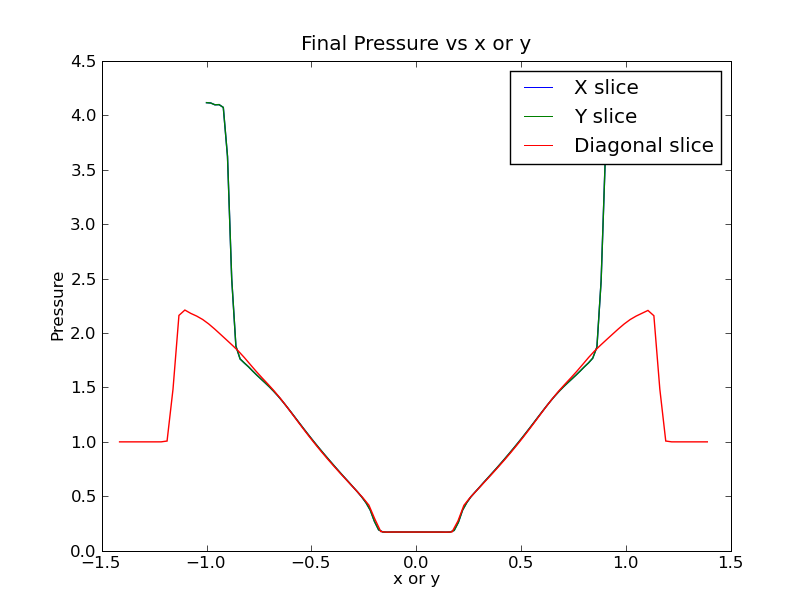 Final Pressure vs x or y
X slice
Y slice
Diagonal slice
Pressure
4.5
4.0
3.5
3.0
2.5
2.0
1.5
1.0
0.5
0.0
−1.5 −1.0 −0.5 0.0 0.5 1.0 1.5
x or y